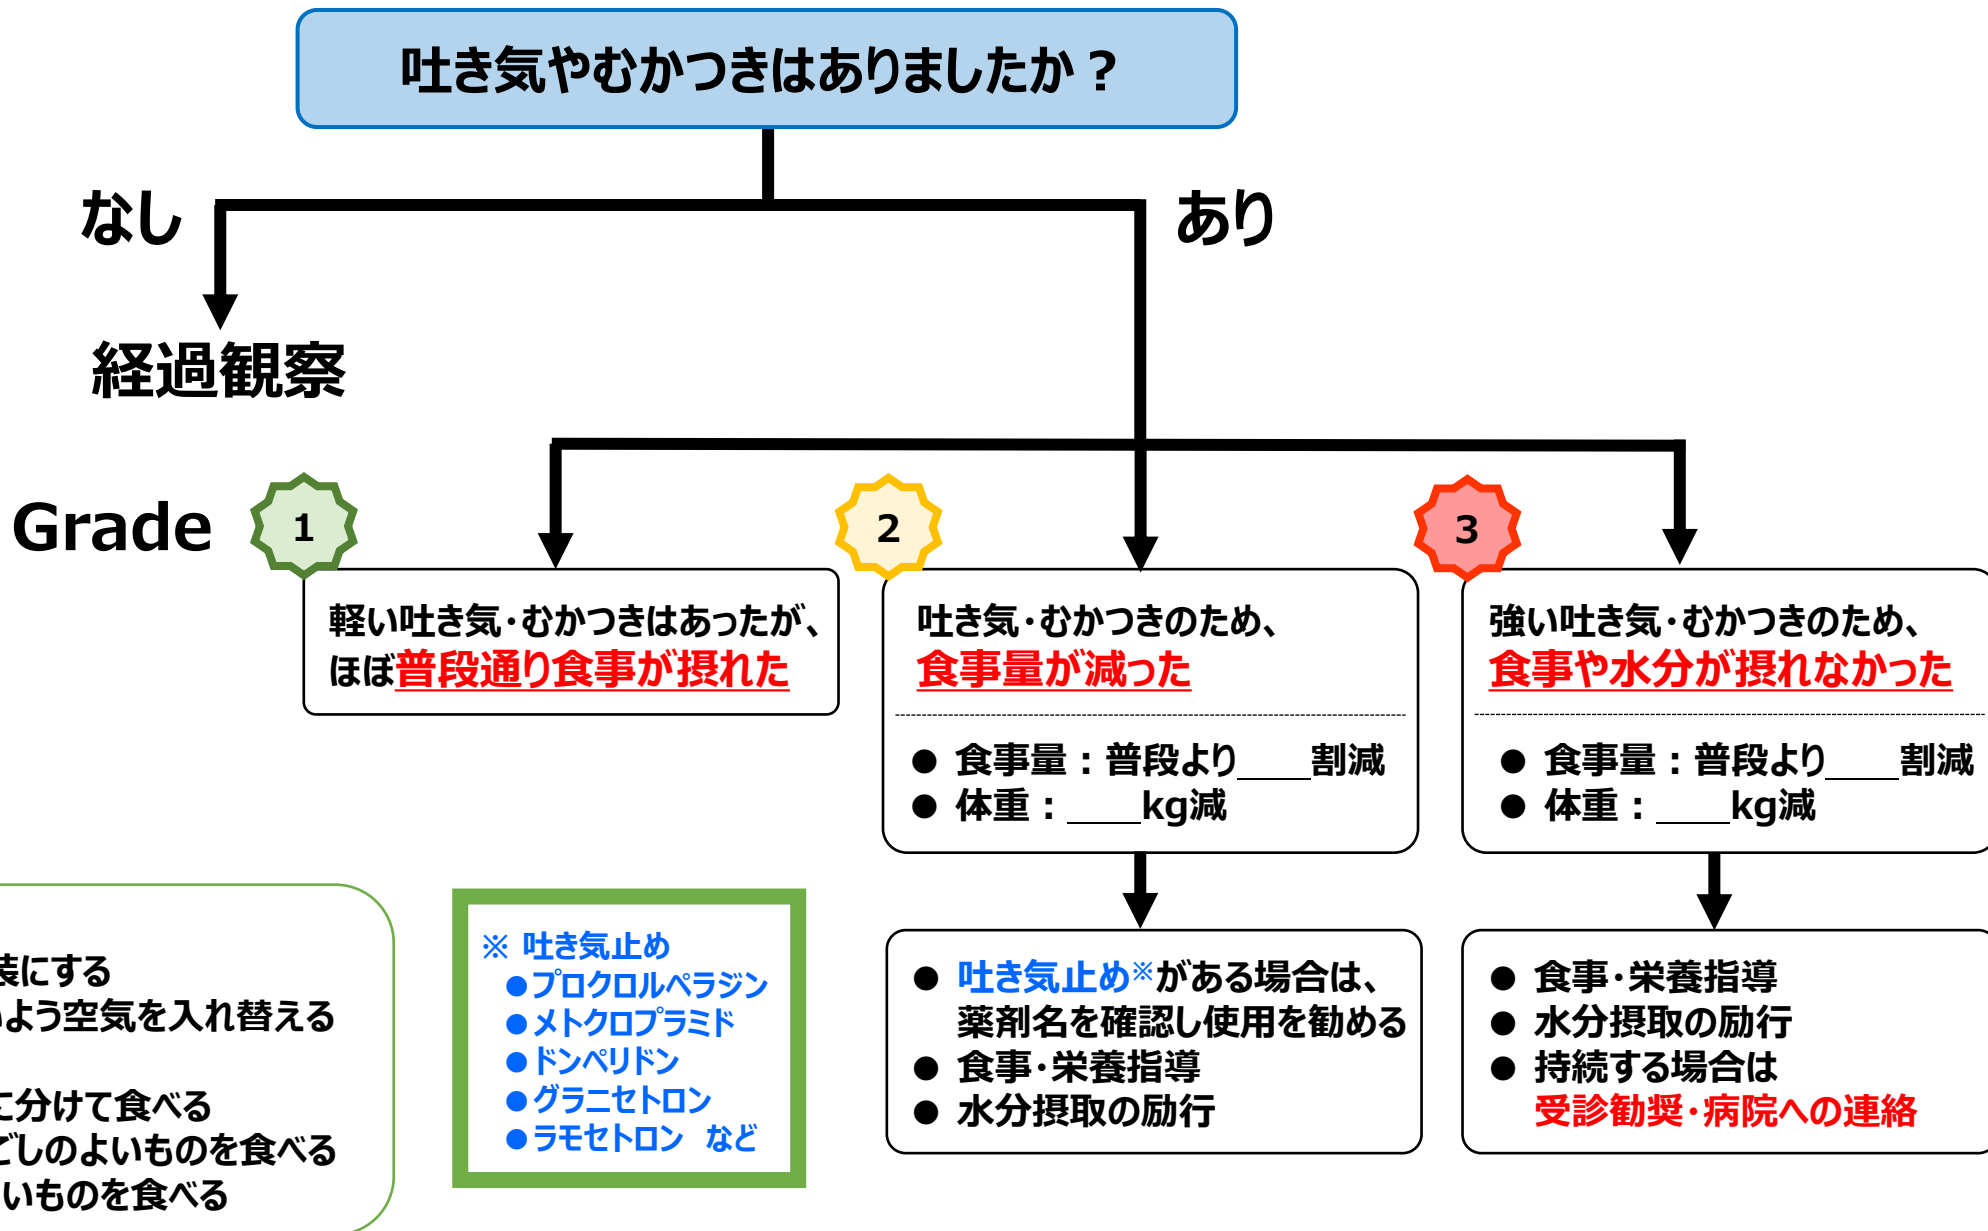 吐き気やむかつきはありましたか？
なし
あり
経過観察
Grade
1
2
3
軽い吐き気・むかつきはあったが、
ほぼ普段通り食事が摂れた
吐き気・むかつきのため、
食事量が減った
● 食事量：普段より____割減
● 体重：____kg減
強い吐き気・むかつきのため、
食事や水分が摂れなかった
● 食事量：普段より____割減
● 体重：____kg減
装にする
いよう空気を入れ替える
に分けて食べる
ごしのよいものを食べる
いものを食べる
※ 吐き気止め
●プロクロルペラジン
●メトクロプラミド
●ドンペリドン
●グラニセトロン
●ラモセトロン など
● 吐き気止め※がある場合は、
薬剤名を確認し使用を勧める
● 食事・栄養指導
● 水分摂取の励行
● 食事・栄養指導
● 水分摂取の励行
● 持続する場合は
受診勧奨・病院への連絡